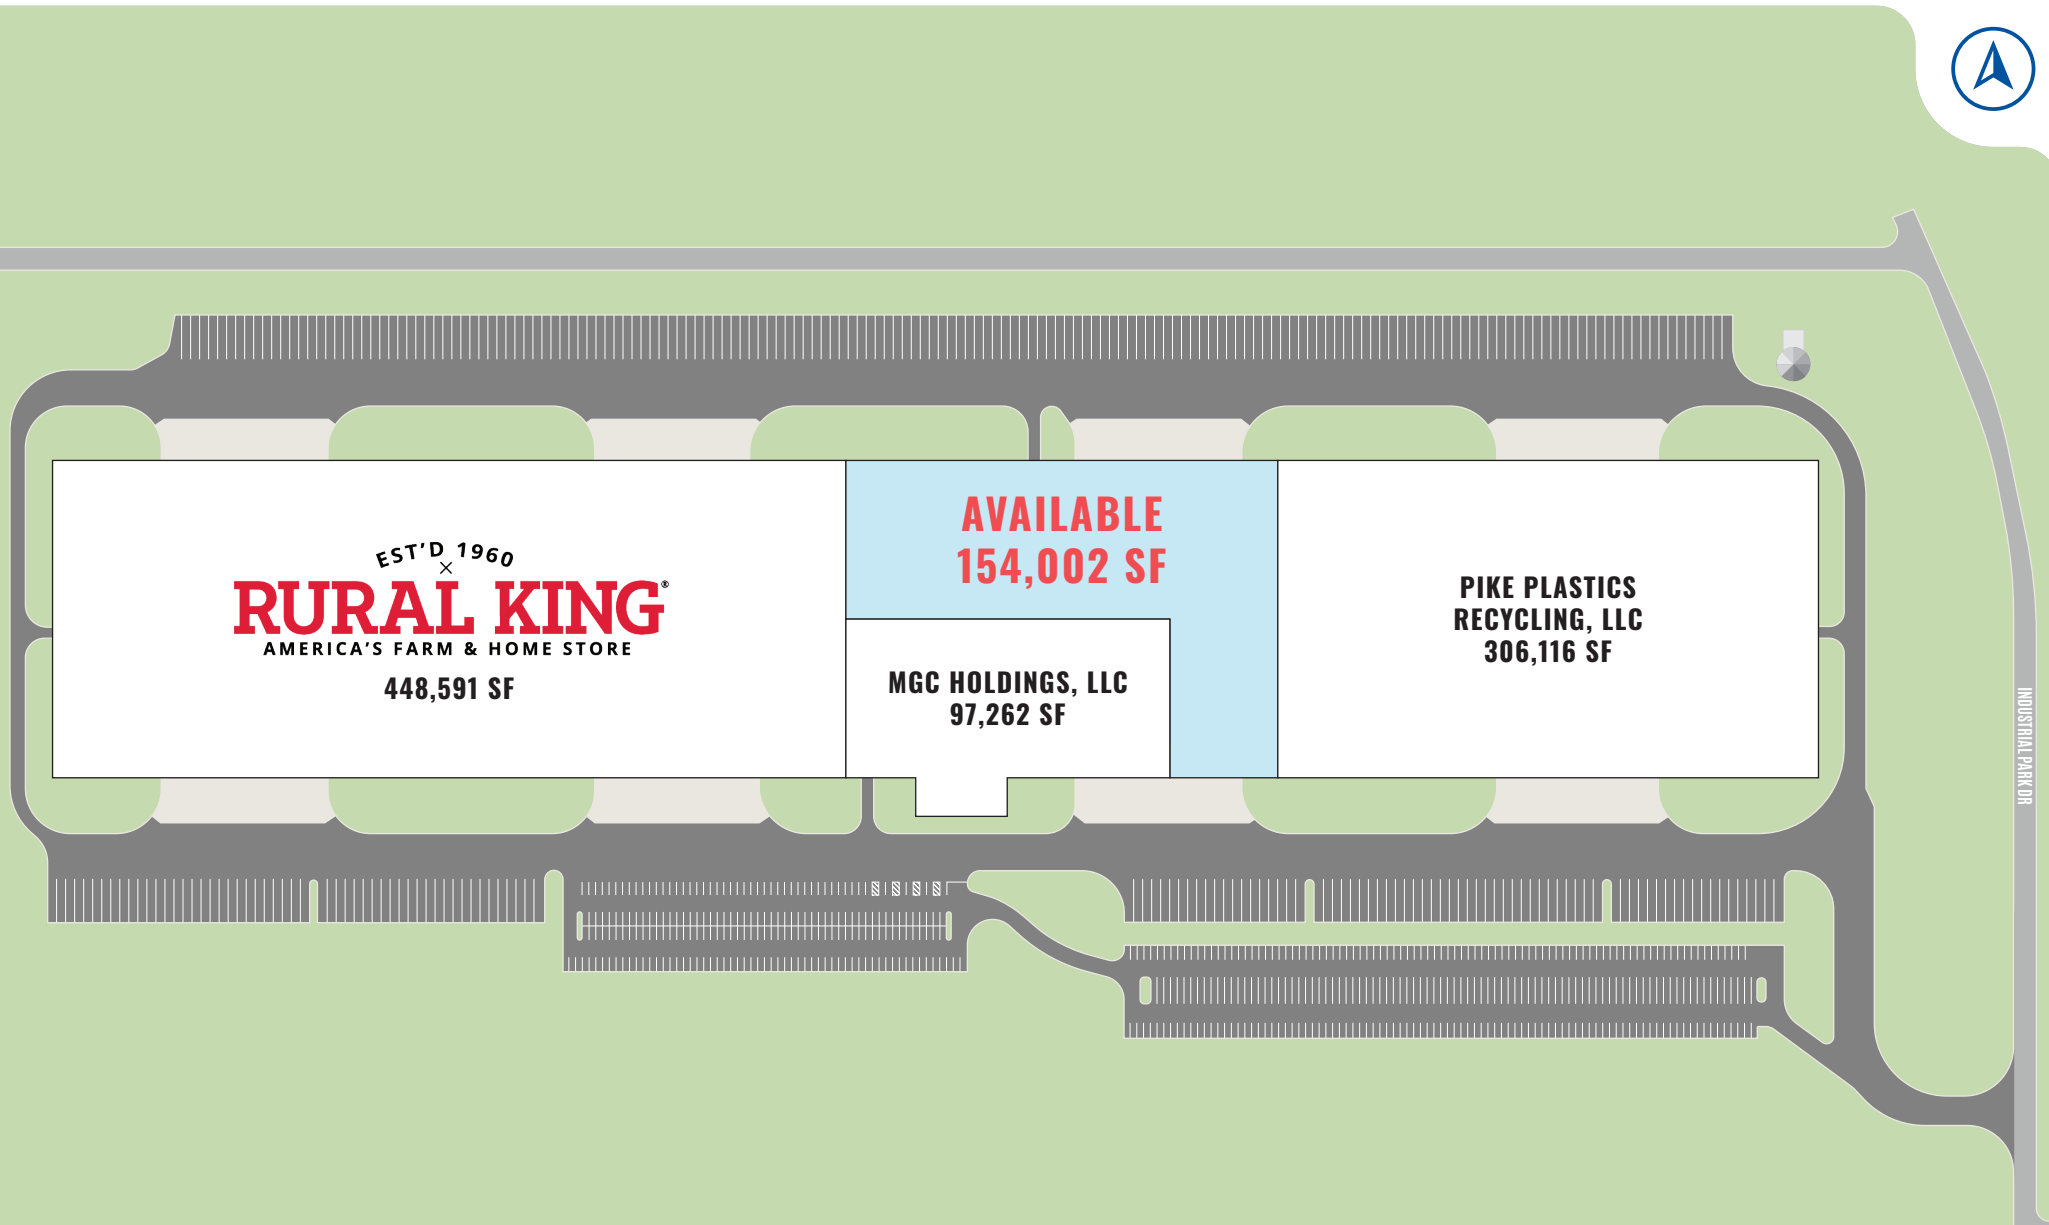 EST'D 1960
RURAL KING®
AMERICA'S FARM & HOME STORE
448,591 SF
AVAILABLE
154,002 SF
MGC HOLDINGS, LLC
97,262 SF
PIKE PLASTICS
RECYCLING, LLC
306,116 SF
INDUSTRIAL PARK DR